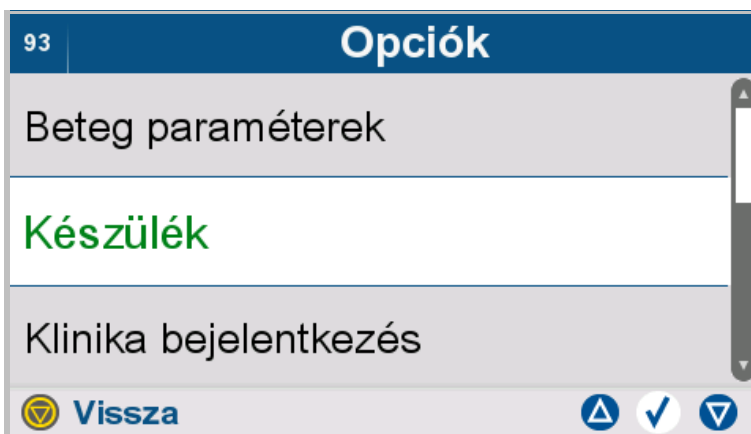 93
Opciók
Beteg paraméterek
Készülék
Klinika bejelentkezés
Vissza